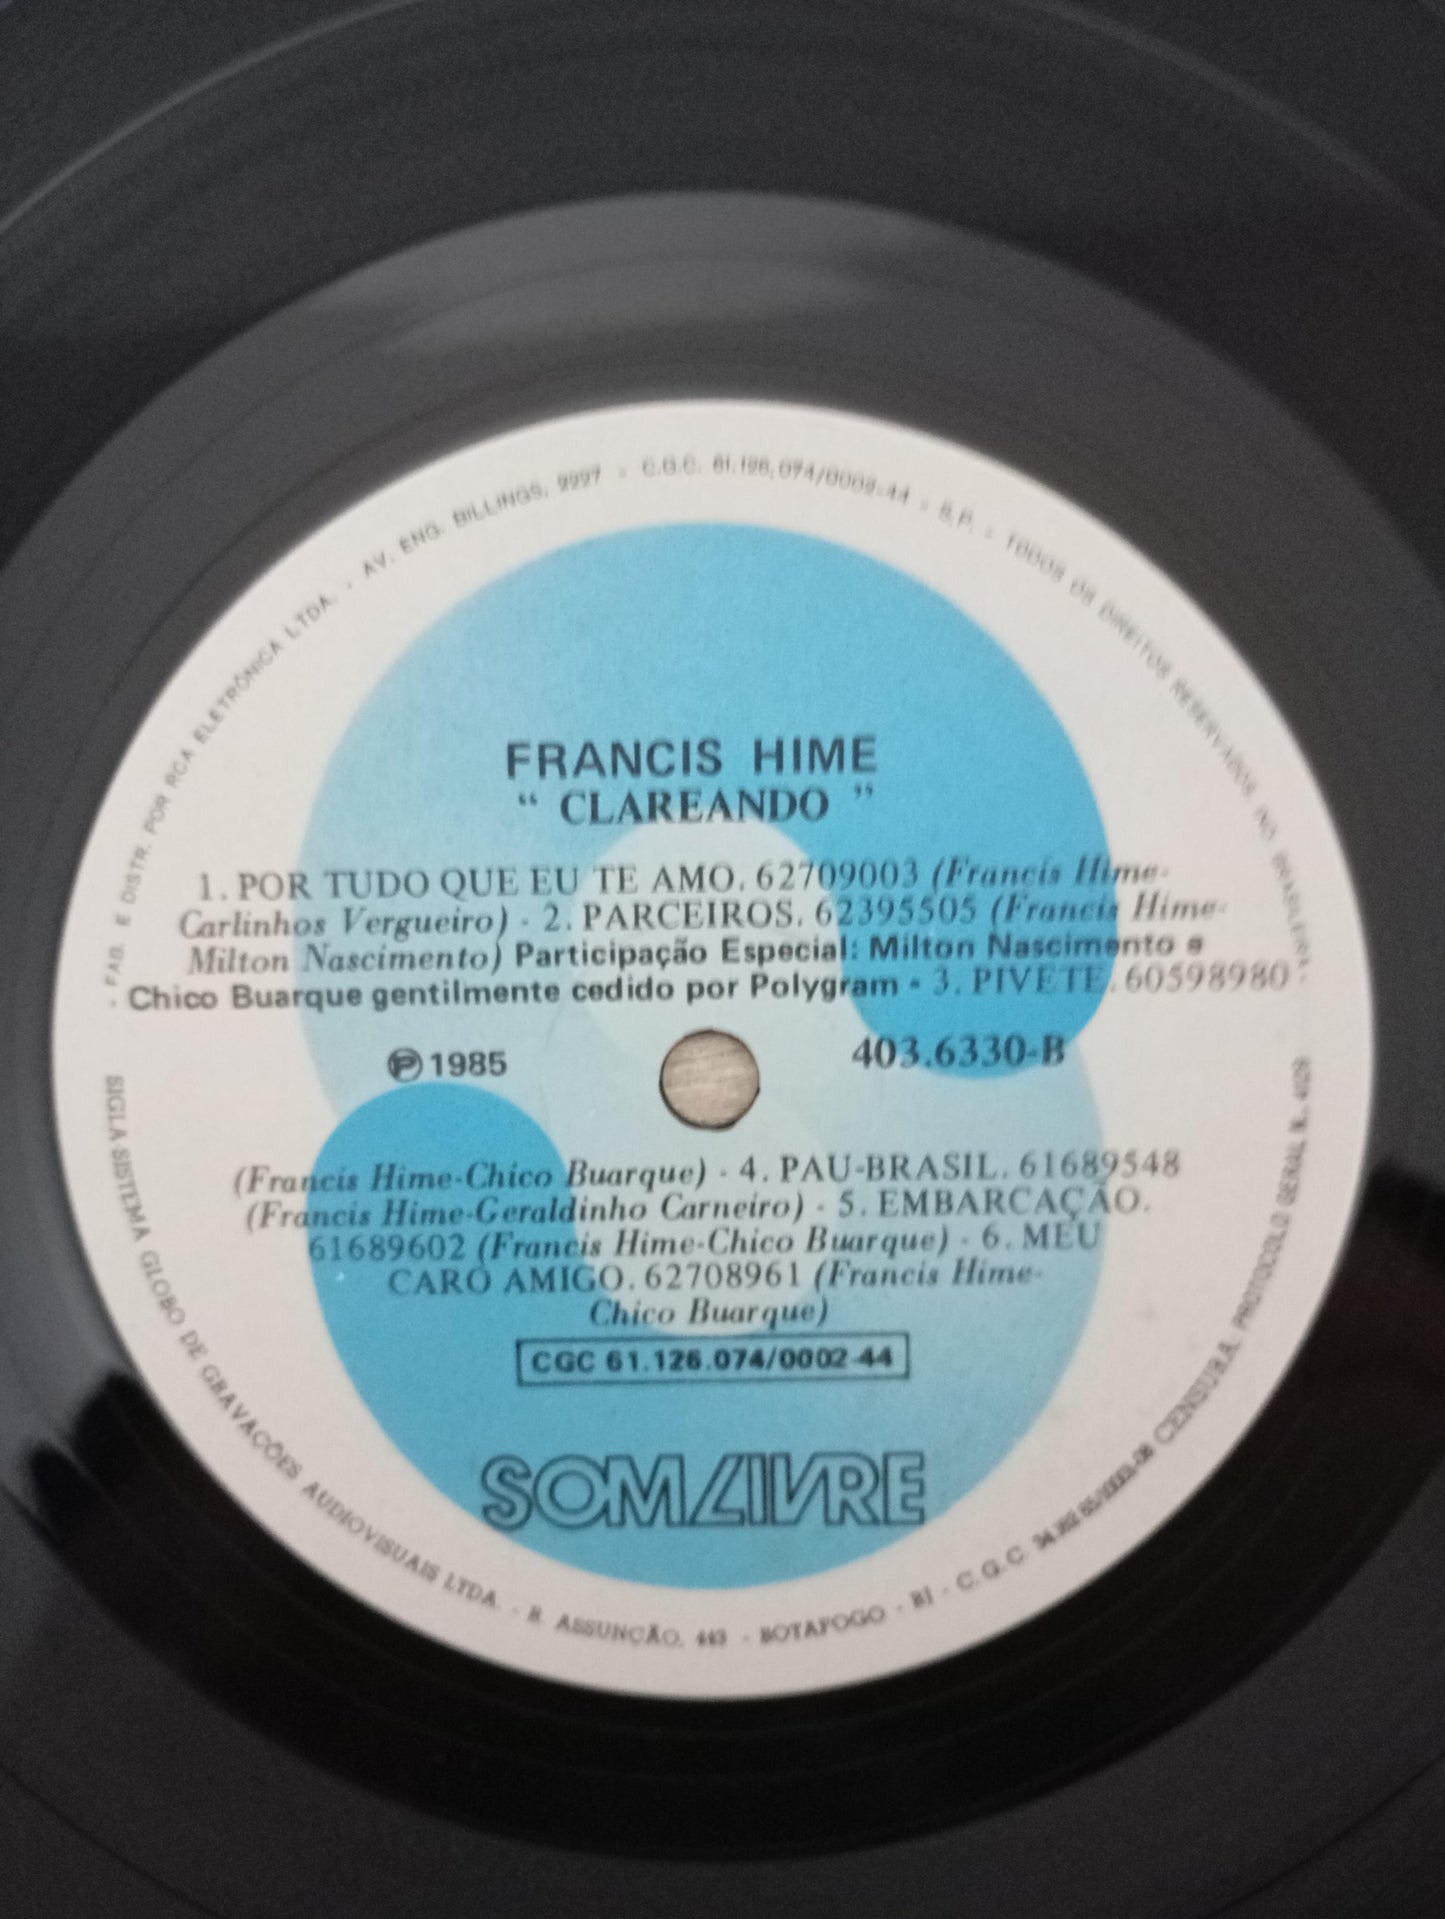 FRANCIS HIME
“ CLAREANDO ”
1. POR TUDO QUE EU TE AMO. 62709003 (Francis Hime-
Carlinhos Vergueiro) - 2. PARCEIROS. 62395505 (Francis Hime-
Milton Nascimento) Participação Especial: Milton Nascimento e
Chico Buarque gentilmente cedido por Polygram - 3. PIVETE. 60598980
℗ 1985
403.6330-B
(Francis Hime-Chico Buarque) - 4. PAU-BRASIL. 61689548
(Francis Hime-Geraldinho Carneiro) - 5. EMBARCAÇÃO.
61689602 (Francis Hime-Chico Buarque) - 6. MEU
CARO AMIGO. 62708961 (Francis Hime-
Chico Buarque)
CGC 61.126.074/0002-44
SOM LIVRE
- FAB. E DISTR. POR RCA ELETRÔNICA LTDA. - AV. ENG. BILLINGS, 2227 - C.G.C. 61.126.074/0002-44 - S.P. - TODOS OS DIREITOS RESERVADOS. IND. BRASILEIRA -
SIGLA SISTEMA GLOBO DE GRAVAÇÕES AUDIOVISUAIS LTDA. - R. ASSUNÇÃO, 443 - BOTAFOGO - RJ - C.G.C. CENSURA. PROTOCOLO GERAL N.